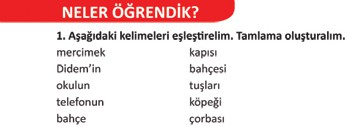 NELER ÖĞRENDİK?
1. Aşağıdaki kelimeleri eşleştirelim. Tamlama oluşturalım.
mercimek kapısı
Didem'in bahçesi
okulun tuşları
telefonun köpeği
bahçe çorbası